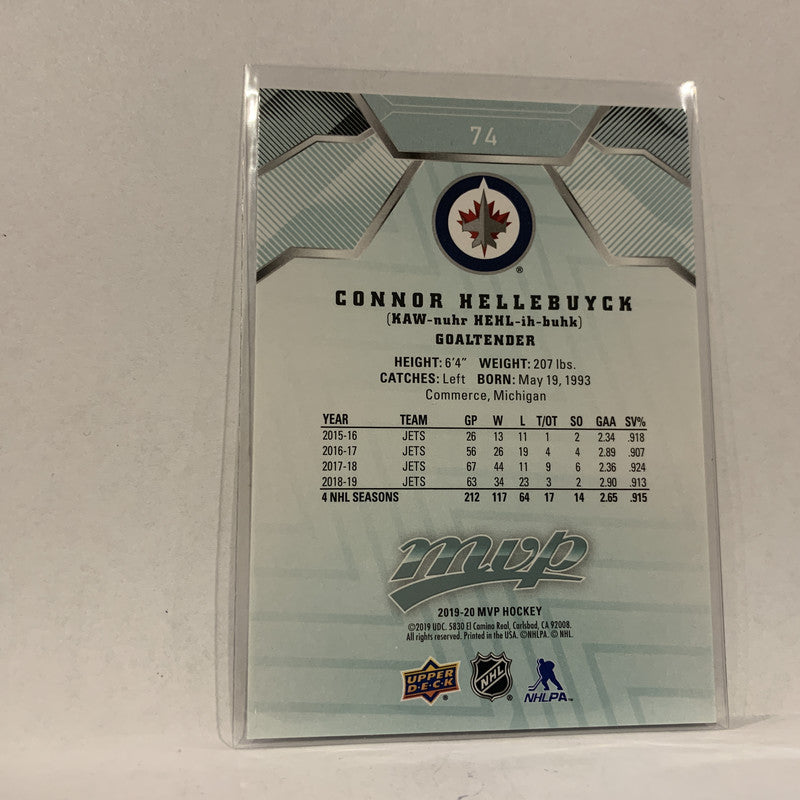 74
®
CONNOR HELLEBUYCK
(KAW-nuhr HEHL-ih-buhk)
GOALTENDER
HEIGHT: 6'4" WEIGHT: 207 lbs.
CATCHES: Left BORN: May 19, 1993
Commerce, Michigan
YEAR TEAM GP W L T/OT SO GAA SV%
2015-16 JETS 26 13 11 1 2 2.34 .918
2016-17 JETS 56 26 19 4 4 2.89 .907
2017-18 JETS 67 44 11 9 6 2.36 .924
2018-19 JETS 63 34 23 3 2 2.90 .913
4 NHL SEASONS 212 117 64 17 14 2.65 .915
mvp
2019-20 MVP HOCKEY
©2019 UDC. 5830 El Camino Real, Carlsbad, CA 92008.
All rights reserved. Printed in the USA. ©NHLPA. © NHL.
UPPER DECK® NHL® NHLPA™